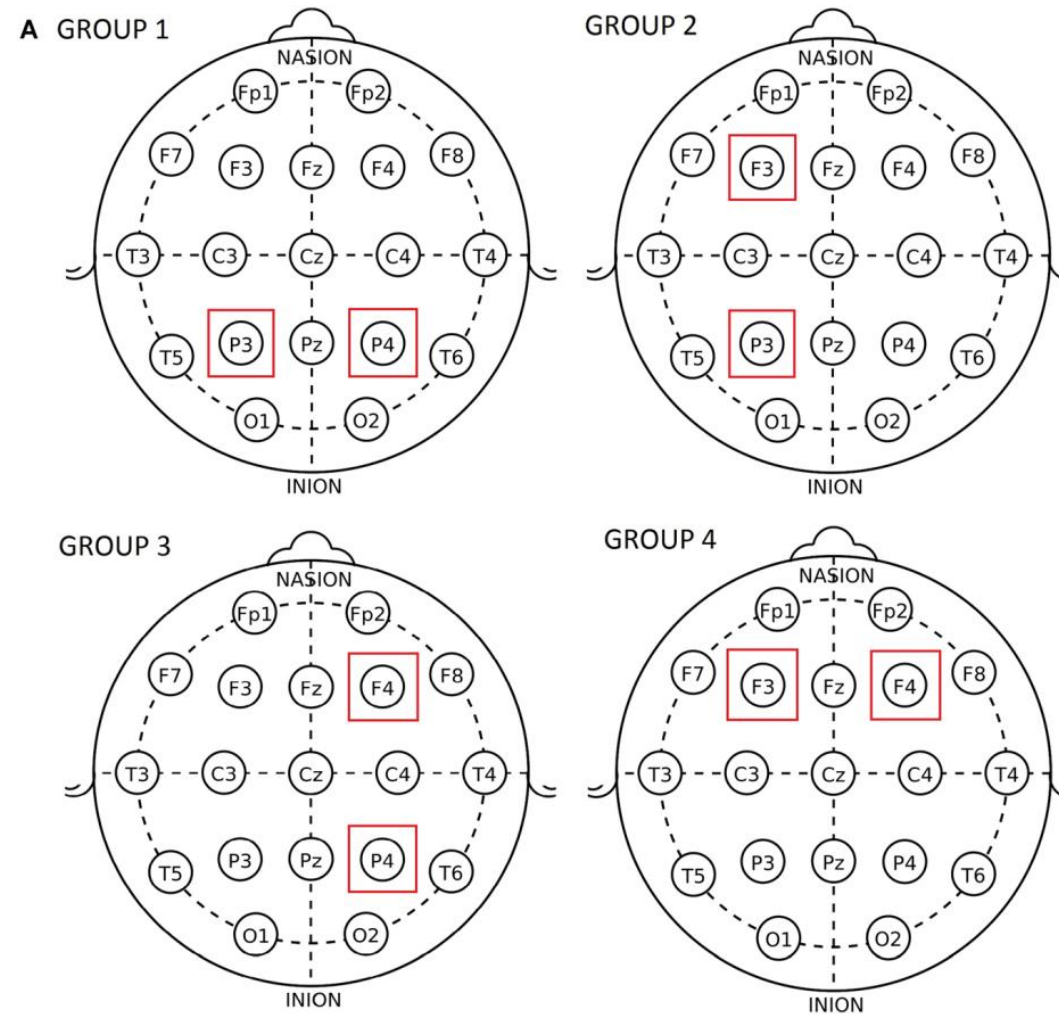 A GROUP 1
NASION
Fp1 Fp2
F7 F3 Fz F4 F8
T3 C3 Cz C4 T4
T5 P3 Pz P4 T6
O1 O2
INION
GROUP 2
NASION
Fp1 Fp2
F7 F3 Fz F4 F8
T3 C3 Cz C4 T4
T5 P3 Pz P4 T6
O1 O2
INION
GROUP 3
NASION
Fp1 Fp2
F7 F3 Fz F4 F8
T3 C3 Cz C4 T4
T5 P3 Pz P4 T6
O1 O2
INION
GROUP 4
NASION
Fp1 Fp2
F7 F3 Fz F4 F8
T3 C3 Cz C4 T4
T5 P3 Pz P4 T6
O1 O2
INION